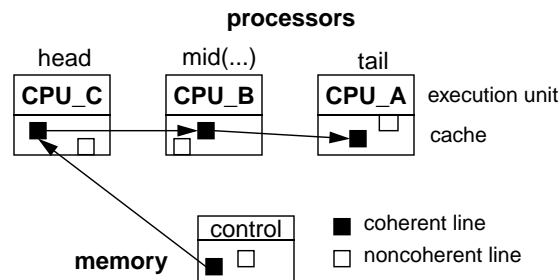 processors
head mid(...) tail
CPU_C CPU_B CPU_A execution unit
cache
control
coherent line
memory
noncoherent line